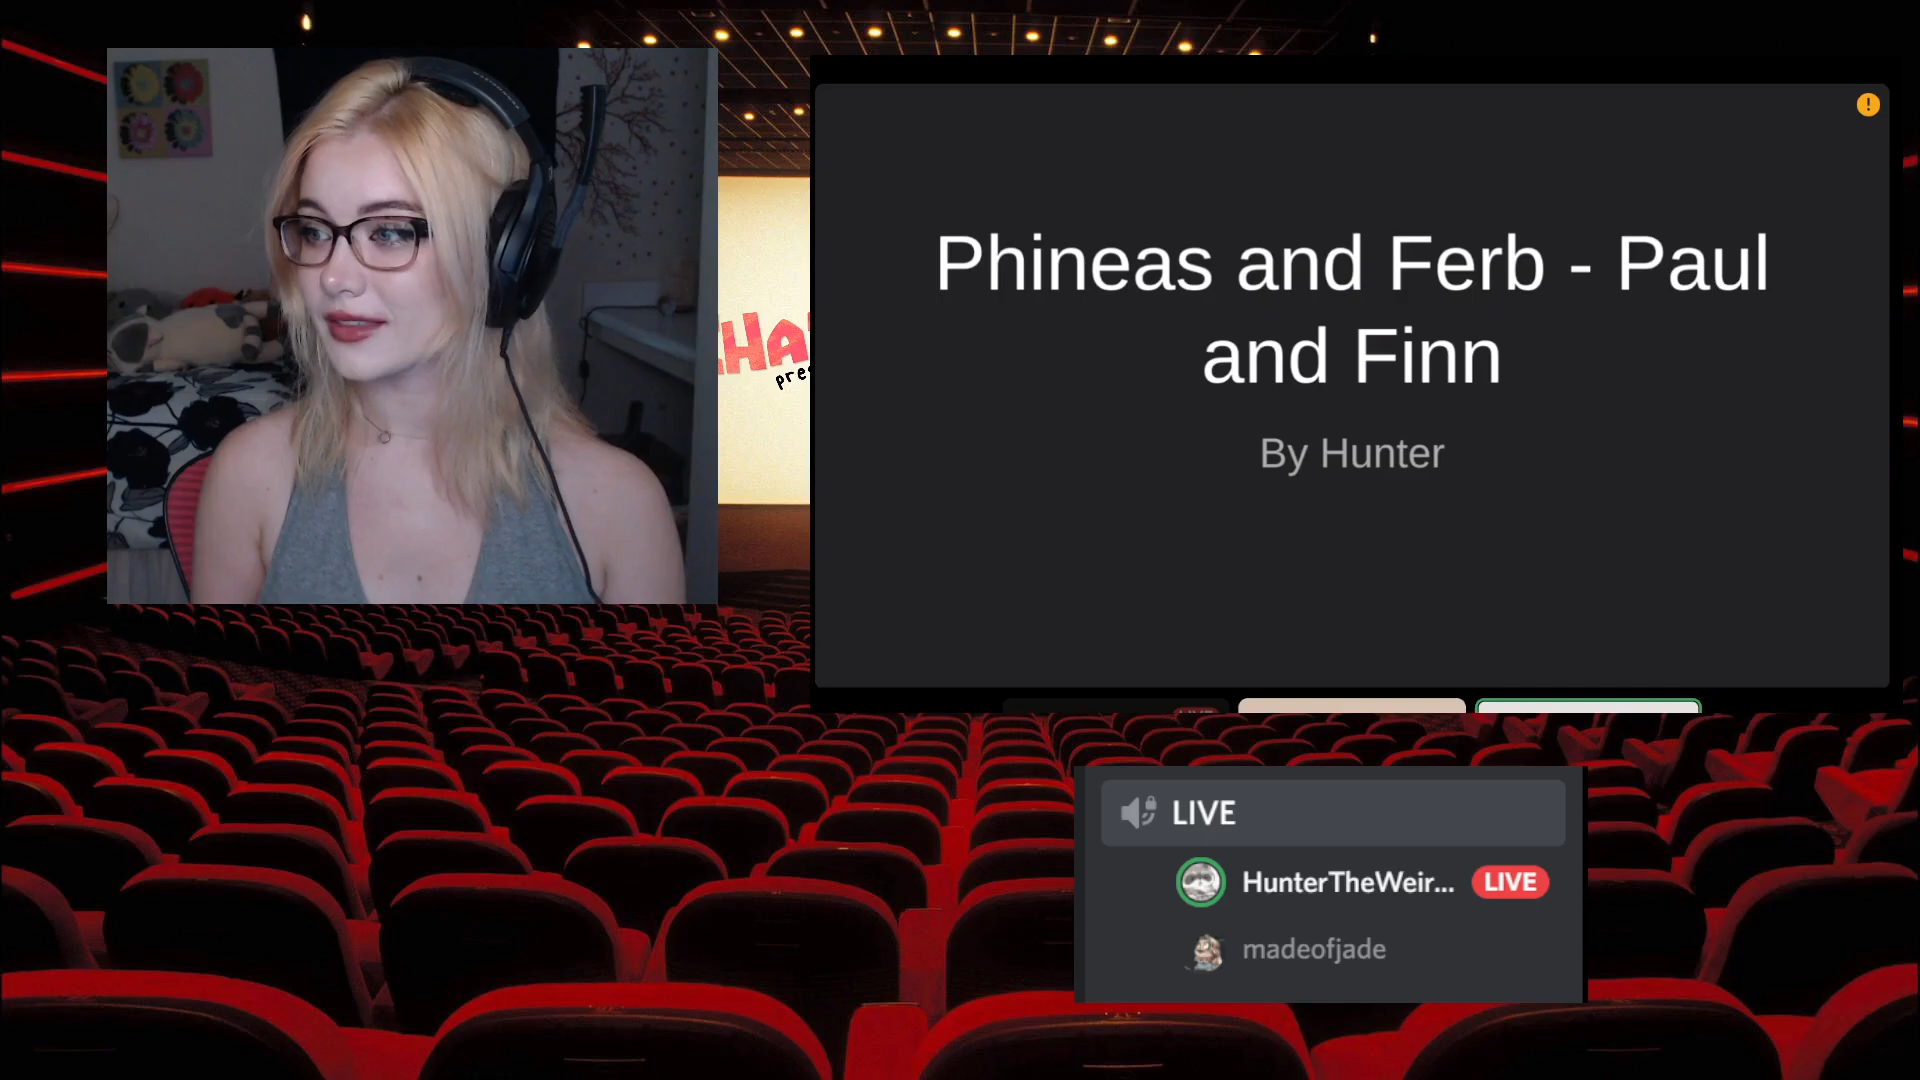 Phineas and Ferb - Paul
and Finn
By Hunter
LIVE
HunterTheWeir... LIVE
madeofjade